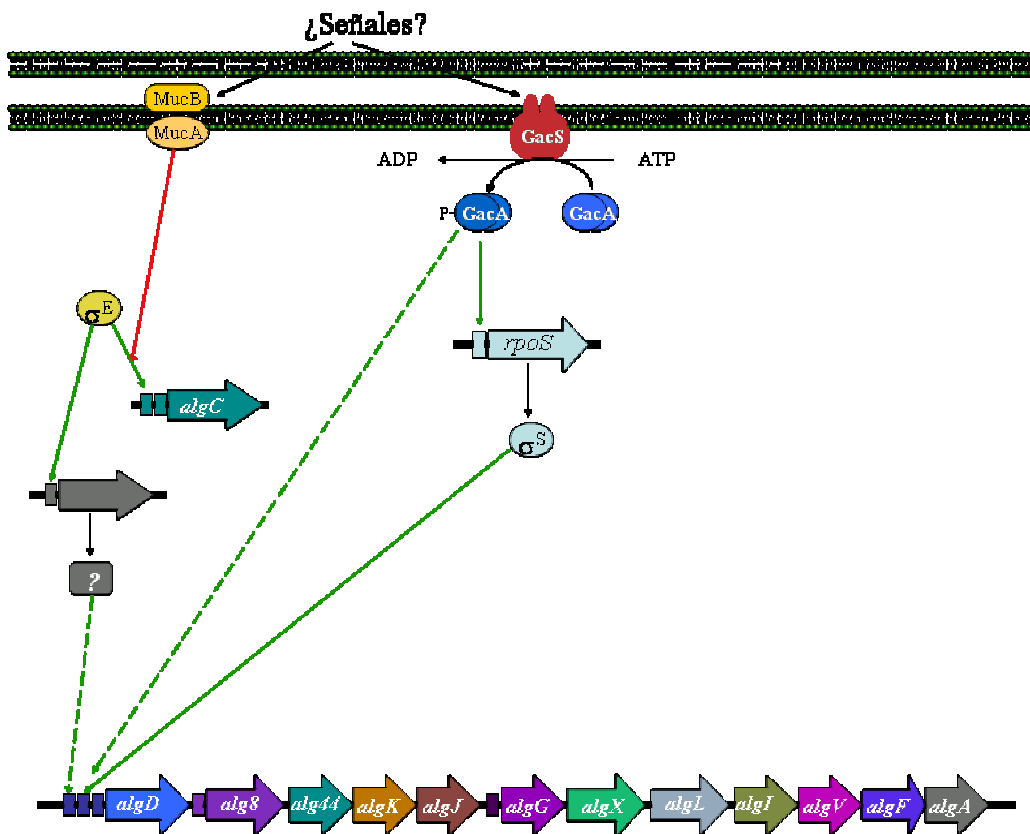 ¿Señales?
MucB
MucA
GacS
ADP
ATP
P-
GacA
GacA
σE
rpoS
algC
σS
?
algD alg8 alg44 algK algJ algG algX algL algI algV algF algA